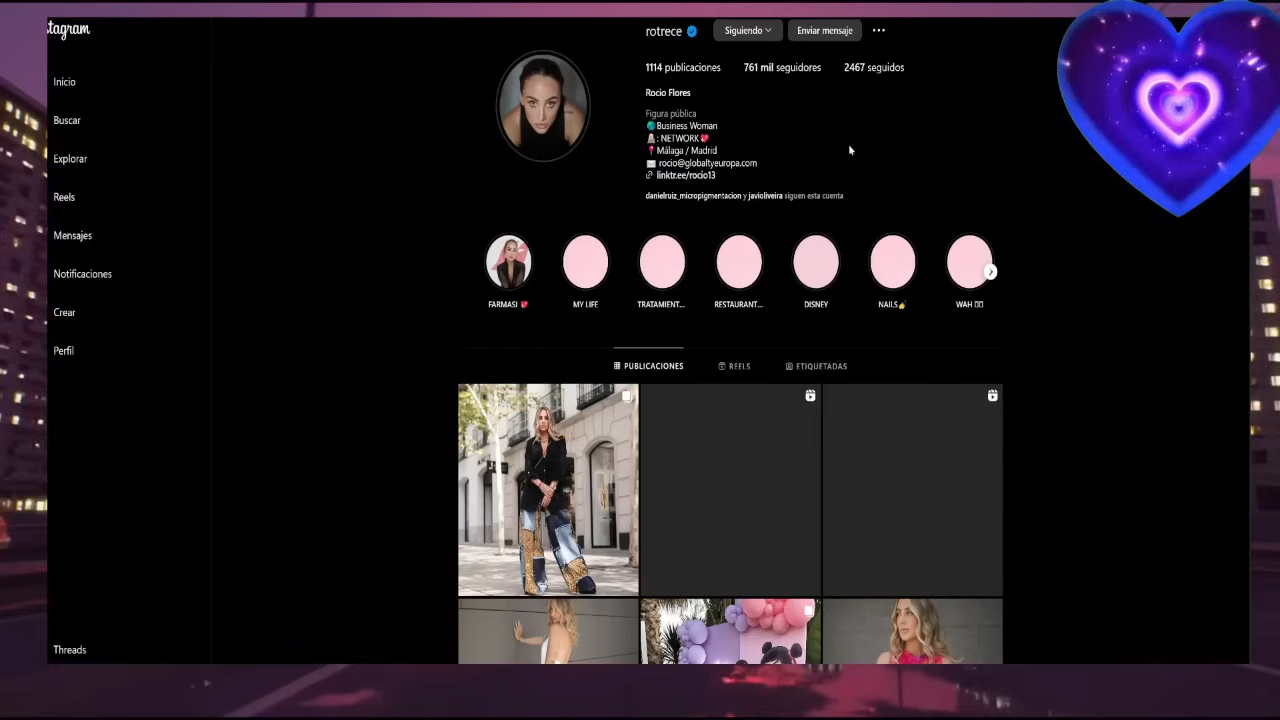 stagram
Inicio
Buscar
Explorar
Reels
Mensajes
Notificaciones
Crear
Perfil
Threads
rotrece Siguiendo Enviar mensaje
1114 publicaciones 761 mil seguidores 2467 seguidos
Rocio Flores
Figura pública
Business Woman
: NETWORK
Málaga / Madrid
rocio@globaltyeuropa.com
linktr.ee/rocio13
danielruiz_micropigmentacion y javioliveira siguen esta cuenta
FARMASI MY LIFE TRATAMIENT... RESTAURANT... DISNEY NAILS WAH
PUBLICACIONES REELS ETIQUETADAS